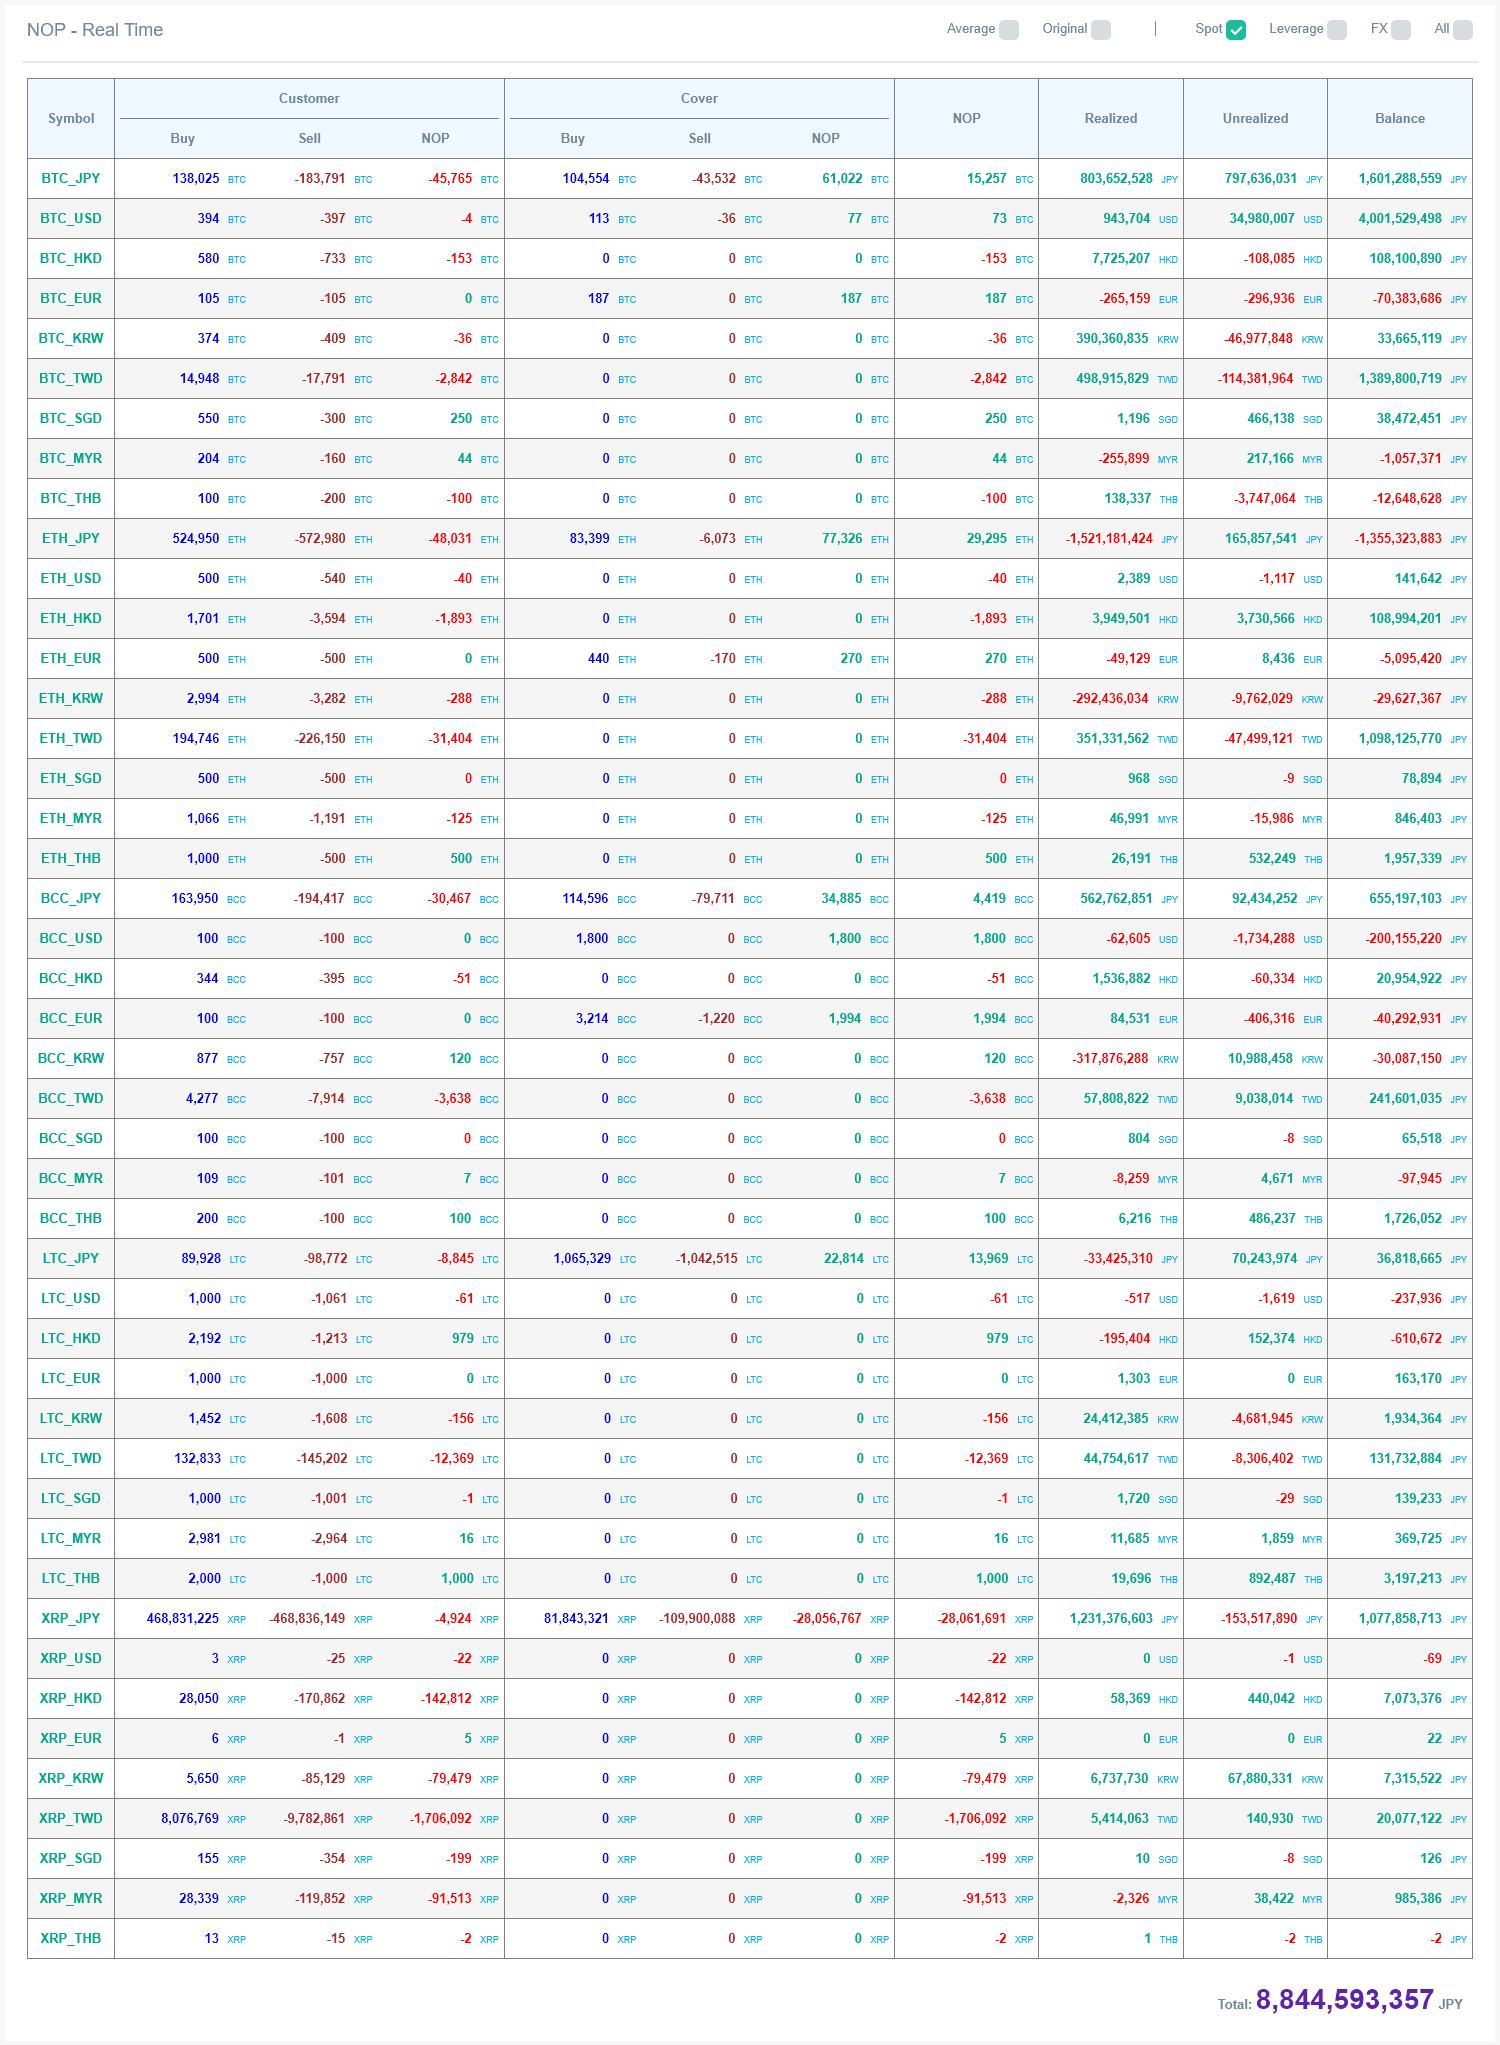 NOP - Real Time Average Original | Spot Leverage FX All
Customer Cover
Symbol NOP Realized Unrealized Balance
Buy Sell NOP Buy Sell NOP
BTC_JPY 138,025 BTC -183,791 BTC -45,765 BTC 104,554 BTC -43,532 BTC 61,022 BTC 15,257 BTC 803,652,528 JPY 797,636,031 JPY 1,601,288,559 JPY
BTC_USD 394 BTC -397 BTC -4 BTC 113 BTC -36 BTC 77 BTC 73 BTC 943,704 USD 34,980,007 USD 4,001,529,498 JPY
BTC_HKD 580 BTC -733 BTC -153 BTC 0 BTC 0 BTC 0 BTC -153 BTC 7,725,207 HKD -108,085 HKD 108,100,890 JPY
BTC_EUR 105 BTC -105 BTC 0 BTC 187 BTC 0 BTC 187 BTC 187 BTC -265,159 EUR -296,936 EUR -70,383,686 JPY
BTC_KRW 374 BTC -409 BTC -36 BTC 0 BTC 0 BTC 0 BTC -36 BTC 390,360,835 KRW -46,977,848 KRW 33,665,119 JPY
BTC_TWD 14,948 BTC -17,791 BTC -2,842 BTC 0 BTC 0 BTC 0 BTC -2,842 BTC 498,915,829 TWD -114,381,964 TWD 1,389,800,719 JPY
BTC_SGD 550 BTC -300 BTC 250 BTC 0 BTC 0 BTC 0 BTC 250 BTC 1,196 SGD 466,138 SGD 38,472,451 JPY
BTC_MYR 204 BTC -160 BTC 44 BTC 0 BTC 0 BTC 0 BTC 44 BTC -255,899 MYR 217,166 MYR -1,057,371 JPY
BTC_THB 100 BTC -200 BTC -100 BTC 0 BTC 0 BTC 0 BTC -100 BTC 138,337 THB -3,747,064 THB -12,648,628 JPY
ETH_JPY 524,950 ETH -572,980 ETH -48,031 ETH 83,399 ETH -6,073 ETH 77,326 ETH 29,295 ETH -1,521,181,424 JPY 165,857,541 JPY -1,355,323,883 JPY
ETH_USD 500 ETH -540 ETH -40 ETH 0 ETH 0 ETH 0 ETH -40 ETH 2,389 USD -1,117 USD 141,642 JPY
ETH_HKD 1,701 ETH -3,594 ETH -1,893 ETH 0 ETH 0 ETH 0 ETH -1,893 ETH 3,949,501 HKD 3,730,566 HKD 108,994,201 JPY
ETH_EUR 500 ETH -500 ETH 0 ETH 440 ETH -170 ETH 270 ETH 270 ETH -49,129 EUR 8,436 EUR -5,095,420 JPY
ETH_KRW 2,994 ETH -3,282 ETH -288 ETH 0 ETH 0 ETH 0 ETH -288 ETH -292,436,034 KRW -9,762,029 KRW -29,627,367 JPY
ETH_TWD 194,746 ETH -226,150 ETH -31,404 ETH 0 ETH 0 ETH 0 ETH -31,404 ETH 351,331,562 TWD -47,499,121 TWD 1,098,125,770 JPY
ETH_SGD 500 ETH -500 ETH 0 ETH 0 ETH 0 ETH 0 ETH 0 ETH 968 SGD -9 SGD 78,894 JPY
ETH_MYR 1,066 ETH -1,191 ETH -125 ETH 0 ETH 0 ETH 0 ETH -125 ETH 46,991 MYR -15,986 MYR 846,403 JPY
ETH_THB 1,000 ETH -500 ETH 500 ETH 0 ETH 0 ETH 0 ETH 500 ETH 26,191 THB 532,249 THB 1,957,339 JPY
BCC_JPY 163,950 BCC -194,417 BCC -30,467 BCC 114,596 BCC -79,711 BCC 34,885 BCC 4,419 BCC 562,762,851 JPY 92,434,252 JPY 655,197,103 JPY
BCC_USD 100 BCC -100 BCC 0 BCC 1,800 BCC 0 BCC 1,800 BCC 1,800 BCC -62,605 USD -1,734,288 USD -200,155,220 JPY
BCC_HKD 344 BCC -395 BCC -51 BCC 0 BCC 0 BCC 0 BCC -51 BCC 1,536,882 HKD -60,334 HKD 20,954,922 JPY
BCC_EUR 100 BCC -100 BCC 0 BCC 3,214 BCC -1,220 BCC 1,994 BCC 1,994 BCC 84,531 EUR -406,316 EUR -40,292,931 JPY
BCC_KRW 877 BCC -757 BCC 120 BCC 0 BCC 0 BCC 0 BCC 120 BCC -317,876,288 KRW 10,988,458 KRW -30,087,150 JPY
BCC_TWD 4,277 BCC -7,914 BCC -3,638 BCC 0 BCC 0 BCC 0 BCC -3,638 BCC 57,808,822 TWD 9,038,014 TWD 241,601,035 JPY
BCC_SGD 100 BCC -100 BCC 0 BCC 0 BCC 0 BCC 0 BCC 0 BCC 804 SGD -8 SGD 65,518 JPY
BCC_MYR 109 BCC -101 BCC 7 BCC 0 BCC 0 BCC 0 BCC 7 BCC -8,259 MYR 4,671 MYR -97,945 JPY
BCC_THB 200 BCC -100 BCC 100 BCC 0 BCC 0 BCC 0 BCC 100 BCC 6,216 THB 486,237 THB 1,726,052 JPY
LTC_JPY 89,928 LTC -98,772 LTC -8,845 LTC 1,065,329 LTC -1,042,515 LTC 22,814 LTC 13,969 LTC -33,425,310 JPY 70,243,974 JPY 36,818,665 JPY
LTC_USD 1,000 LTC -1,061 LTC -61 LTC 0 LTC 0 LTC 0 LTC -61 LTC -517 USD -1,619 USD -237,936 JPY
LTC_HKD 2,192 LTC -1,213 LTC 979 LTC 0 LTC 0 LTC 0 LTC 979 LTC -195,404 HKD 152,374 HKD -610,672 JPY
LTC_EUR 1,000 LTC -1,000 LTC 0 LTC 0 LTC 0 LTC 0 LTC 0 LTC 1,303 EUR 0 EUR 163,170 JPY
LTC_KRW 1,452 LTC -1,608 LTC -156 LTC 0 LTC 0 LTC 0 LTC -156 LTC 24,412,385 KRW -4,681,945 KRW 1,934,364 JPY
LTC_TWD 132,833 LTC -145,202 LTC -12,369 LTC 0 LTC 0 LTC 0 LTC -12,369 LTC 44,754,617 TWD -8,306,402 TWD 131,732,884 JPY
LTC_SGD 1,000 LTC -1,001 LTC -1 LTC 0 LTC 0 LTC 0 LTC -1 LTC 1,720 SGD -29 SGD 139,233 JPY
LTC_MYR 2,981 LTC -2,964 LTC 16 LTC 0 LTC 0 LTC 0 LTC 16 LTC 11,685 MYR 1,859 MYR 369,725 JPY
LTC_THB 2,000 LTC -1,000 LTC 1,000 LTC 0 LTC 0 LTC 0 LTC 1,000 LTC 19,696 THB 892,487 THB 3,197,213 JPY
XRP_JPY 468,831,225 XRP -468,836,149 XRP -4,924 XRP 81,843,321 XRP -109,900,088 XRP -28,056,767 XRP -28,061,691 XRP 1,231,376,603 JPY -153,517,890 JPY 1,077,858,713 JPY
XRP_USD 3 XRP -25 XRP -22 XRP 0 XRP 0 XRP 0 XRP -22 XRP 0 USD -1 USD -69 JPY
XRP_HKD 28,050 XRP -170,862 XRP -142,812 XRP 0 XRP 0 XRP 0 XRP -142,812 XRP 58,369 HKD 440,042 HKD 7,073,376 JPY
XRP_EUR 6 XRP -1 XRP 5 XRP 0 XRP 0 XRP 0 XRP 5 XRP 0 EUR 0 EUR 22 JPY
XRP_KRW 5,650 XRP -85,129 XRP -79,479 XRP 0 XRP 0 XRP 0 XRP -79,479 XRP 6,737,730 KRW 67,880,331 KRW 7,315,522 JPY
XRP_TWD 8,076,769 XRP -9,782,861 XRP -1,706,092 XRP 0 XRP 0 XRP 0 XRP -1,706,092 XRP 5,414,063 TWD 140,930 TWD 20,077,122 JPY
XRP_SGD 155 XRP -354 XRP -199 XRP 0 XRP 0 XRP 0 XRP -199 XRP 10 SGD -8 SGD 126 JPY
XRP_MYR 28,339 XRP -119,852 XRP -91,513 XRP 0 XRP 0 XRP 0 XRP -91,513 XRP -2,326 MYR 38,422 MYR 985,386 JPY
XRP_THB 13 XRP -15 XRP -2 XRP 0 XRP 0 XRP 0 XRP -2 XRP 1 THB -2 THB -2 JPY
Total: 8,844,593,357 JPY